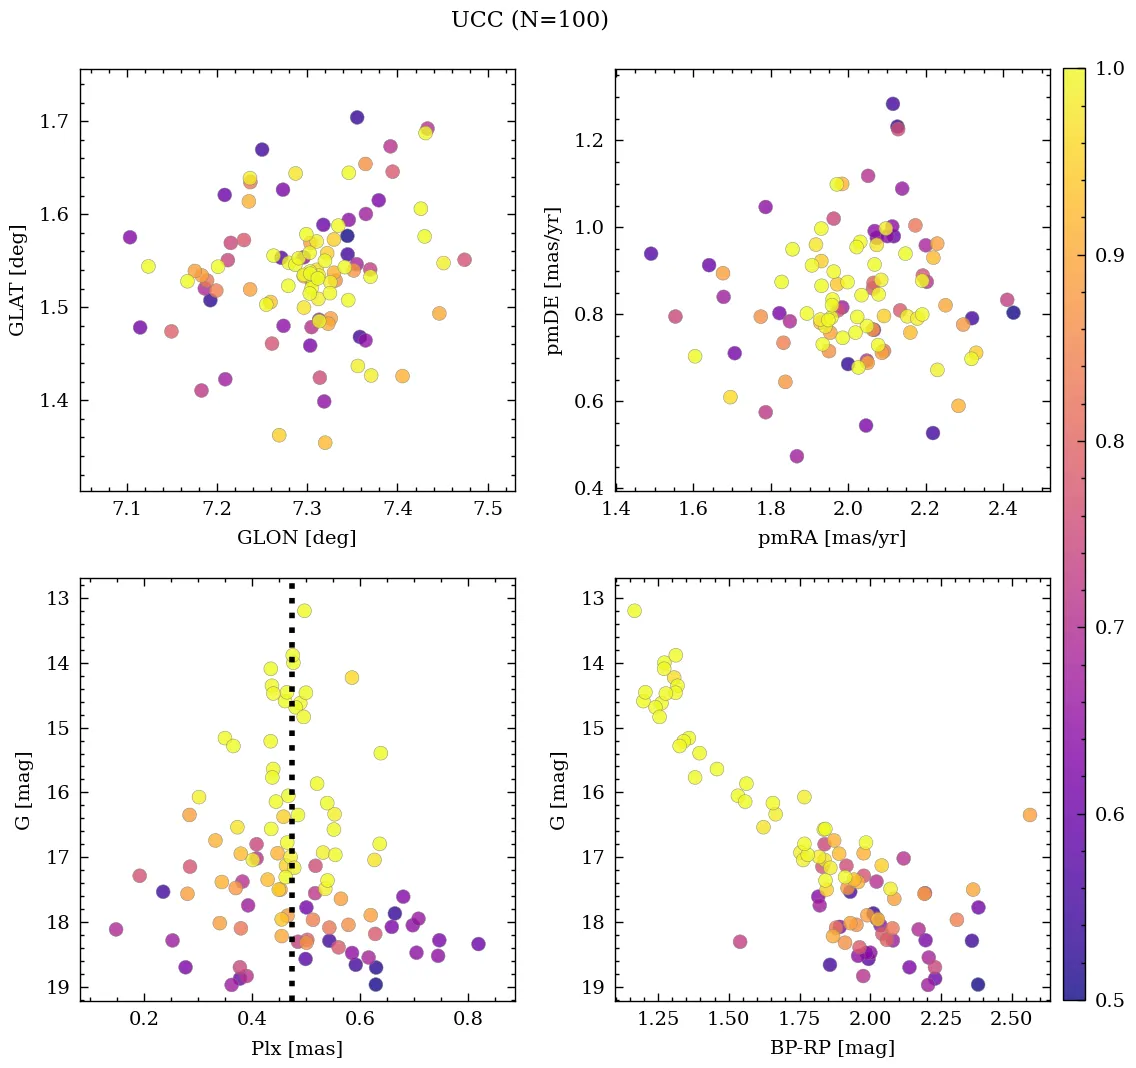 UCC (N=100)
1.7
1.6
1.5
1.4
GLAT [deg]
7.1 7.2 7.3 7.4 7.5
GLON [deg]
1.2
1.0
0.8
0.6
0.4
pmDE [mas/yr]
1.4 1.6 1.8 2.0 2.2 2.4
pmRA [mas/yr]
13
14
15
16
17
18
19
G [mag]
0.2 0.4 0.6 0.8
Plx [mas]
13
14
15
16
17
18
19
G [mag]
1.25 1.50 1.75 2.00 2.25 2.50
BP-RP [mag]
1.0
0.9
0.8
0.7
0.6
0.5